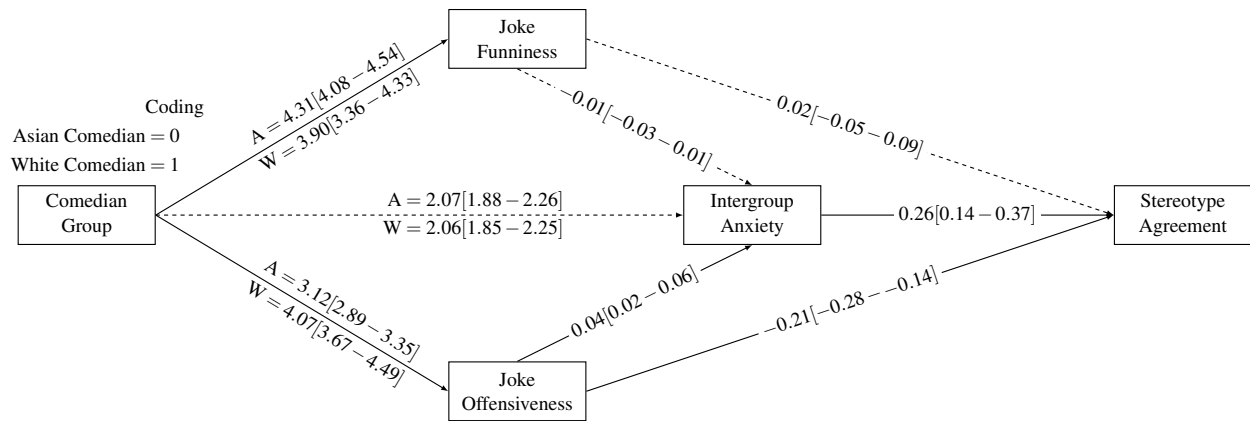 Joke
Funniness
Coding
Asian Comedian = 0
White Comedian = 1
A = 4.31[4.08 − 4.54]
W = 3.90[3.36 − 4.33]
−0.01[−0.03 − 0.01]
0.02[−0.05 − 0.09]
Comedian
Group
A = 2.07[1.88 − 2.26]
W = 2.06[1.85 − 2.25]
Intergroup
Anxiety
0.26[0.14 − 0.37]
Stereotype
Agreement
A = 3.12[2.89 − 3.35]
W = 4.07[3.67 − 4.49]
0.04[0.02 − 0.06]
−0.21[−0.28 − −0.14]
Joke
Offensiveness